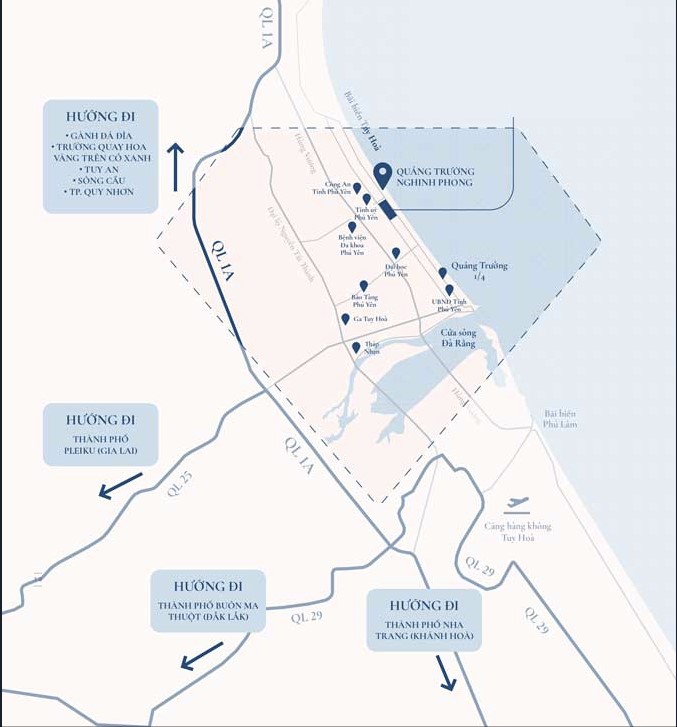 QL 1A
HƯỚNG ĐI
• GÀNH ĐÁ ĐĨA
• TRƯỜNG QUAY HOA
VÀNG TRÊN CỎ XANH
• TUY AN
• SÔNG CẦU
• TP. QUY NHƠN
Bãi biển Tuy Hoà
Hùng Vương
QUẢNG TRƯỜNG
NGHINH PHONG
Công An
Tỉnh Phú Yên
Tỉnh uỷ
Phú Yên
Đại lộ Nguyễn Tất Thành
Bệnh viện
Đa khoa
Phú Yên
QL 1A
Đại học
Phú Yên
Quảng Trường
1/4
Bảo Tàng
Phú Yên
UBND Tỉnh
Phú Yên
Ga Tuy Hoà
Tháp
Nhạn
Cửa sông
Đà Rằng
Hùng Vương
HƯỚNG ĐI
THÀNH PHỐ
PLEIKU (GIA LAI)
Bãi biển
Phú Lâm
QL 1A
QL 25
Cảng hàng không
Tuy Hoà
QL 29
HƯỚNG ĐI
THÀNH PHỐ BUÔN MA
THUỘT (ĐẮK LẮK)
QL 29
HƯỚNG ĐI
THÀNH PHỐ NHA
TRANG (KHÁNH HOÀ)
QL 29